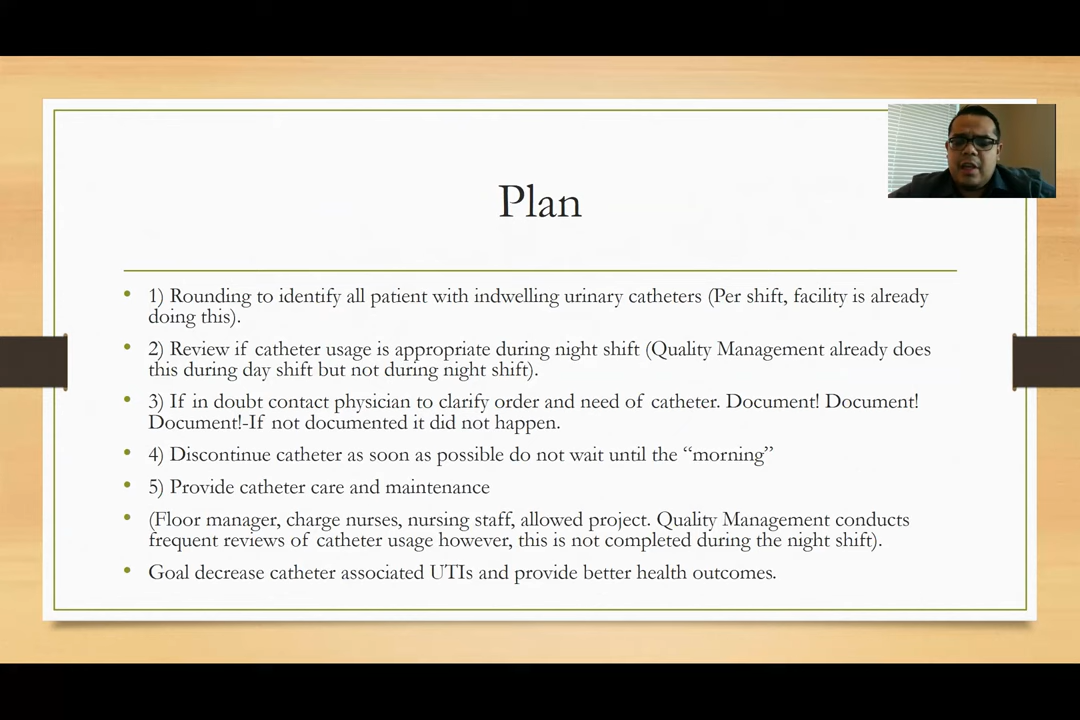 Plan
• 1) Rounding to identify all patient with indwelling urinary catheters (Per shift, facility is already
doing this).
• 2) Review if catheter usage is appropriate during night shift (Quality Management already does
this during day shift but not during night shift).
• 3) If in doubt contact physician to clarify order and need of catheter. Document! Document!
Document!-If not documented it did not happen.
• 4) Discontinue catheter as soon as possible do not wait until the “morning”
• 5) Provide catheter care and maintenance
• (Floor manager, charge nurses, nursing staff, allowed project. Quality Management conducts
frequent reviews of catheter usage however, this is not completed during the night shift).
• Goal decrease catheter associated UTIs and provide better health outcomes.